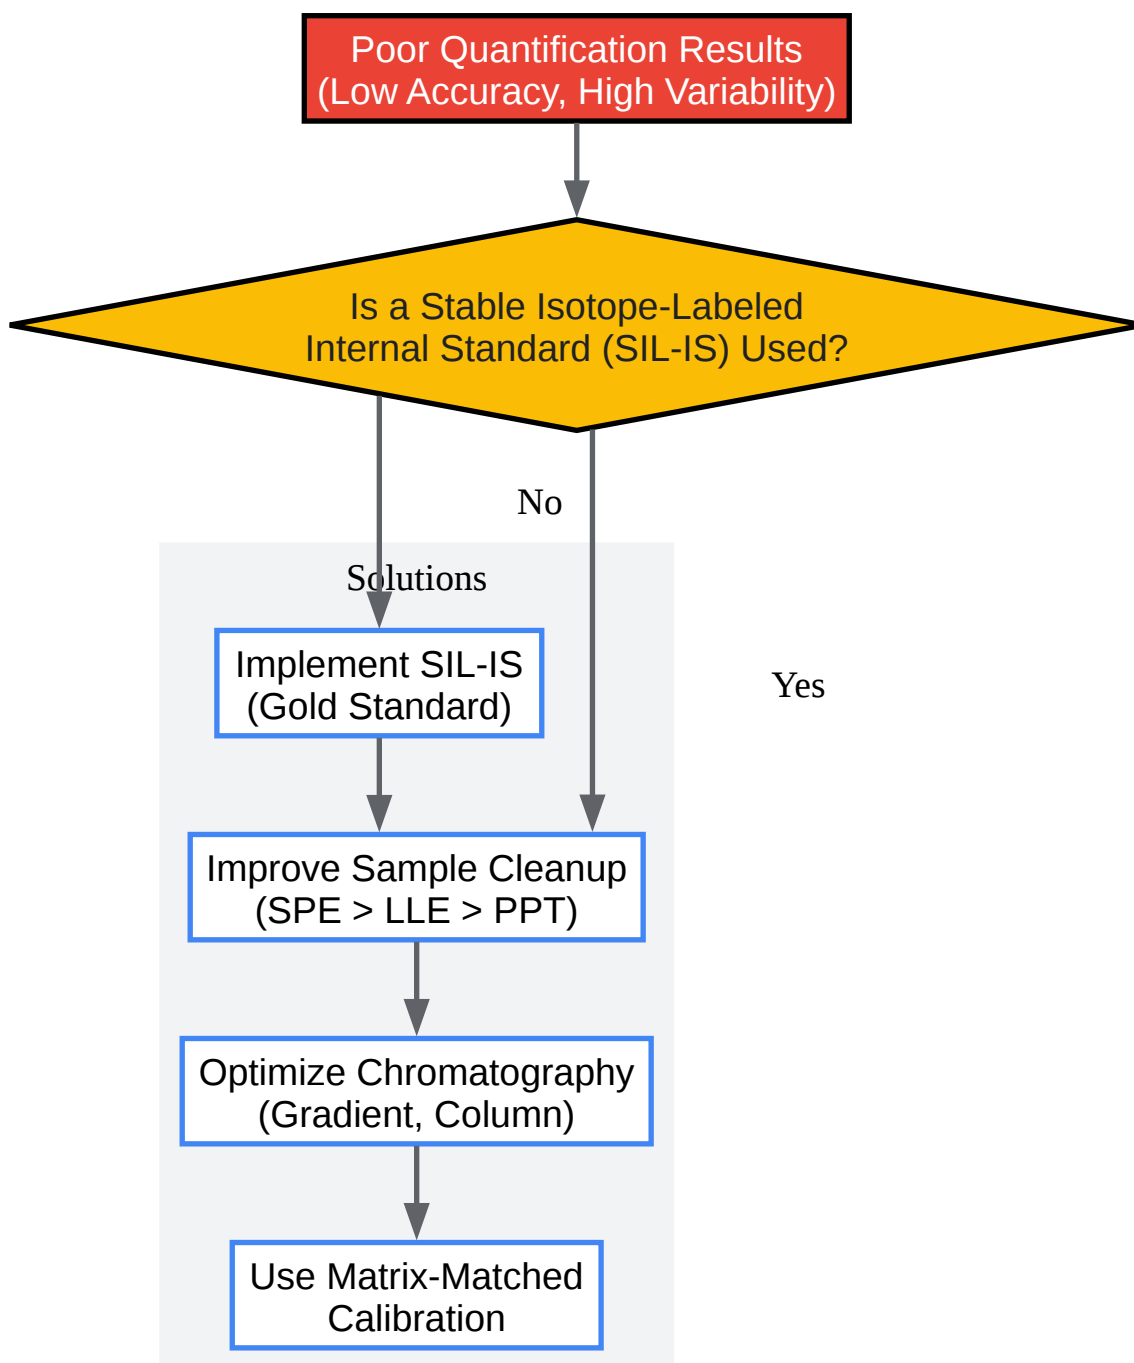 Poor Quantification Results
(Low Accuracy, High Variability)
Is a Stable Isotope-Labeled
Internal Standard (SIL-IS) Used?
No
Solutions
Implement SIL-IS
(Gold Standard)
Yes
Improve Sample Cleanup
(SPE > LLE > PPT)
Optimize Chromatography
(Gradient, Column)
Use Matrix-Matched
Calibration